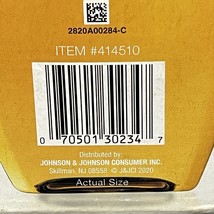 2820A00284-C
ITEM #414510
0 70501 30234 7
Distributed by:
JOHNSON & JOHNSON CONSUMER INC.
Skillman, NJ 08558 © J&JCI 2020
Actual Size